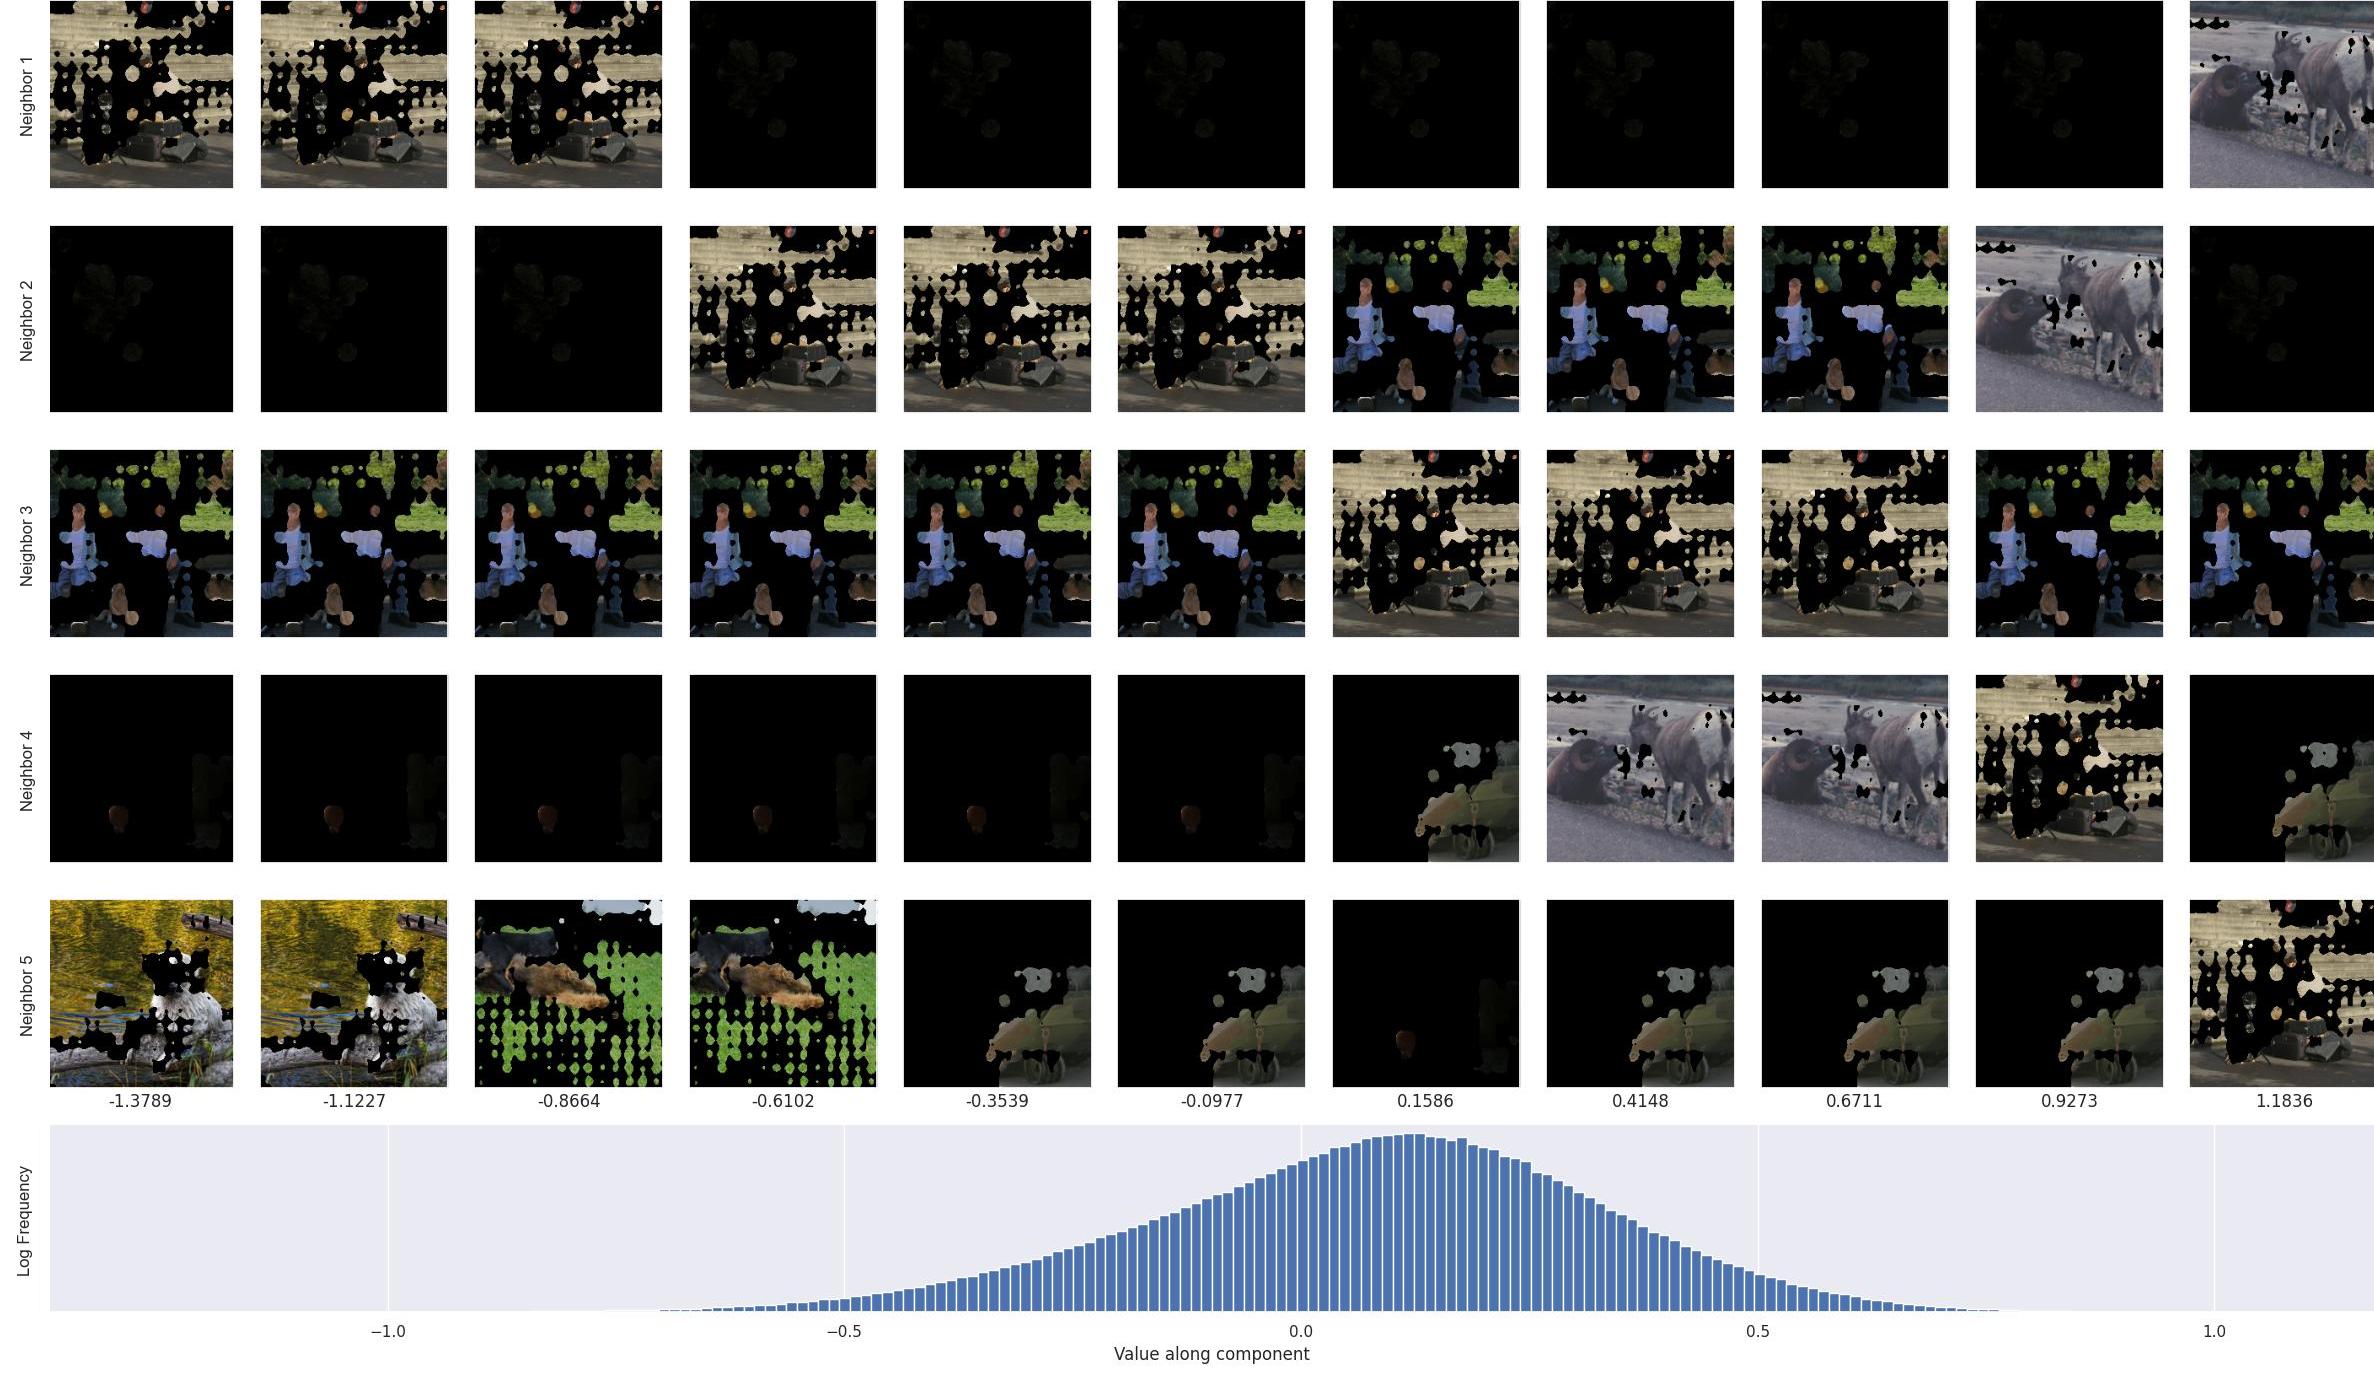 Neighbor 1
Neighbor 2
Neighbor 3
Neighbor 4
Neighbor 5
-1.3789 -1.1227 -0.8664 -0.6102 -0.3539 -0.0977 0.1586 0.4148 0.6711 0.9273 1.1836
Log Frequency
−1.0 −0.5 0.0 0.5 1.0
Value along component